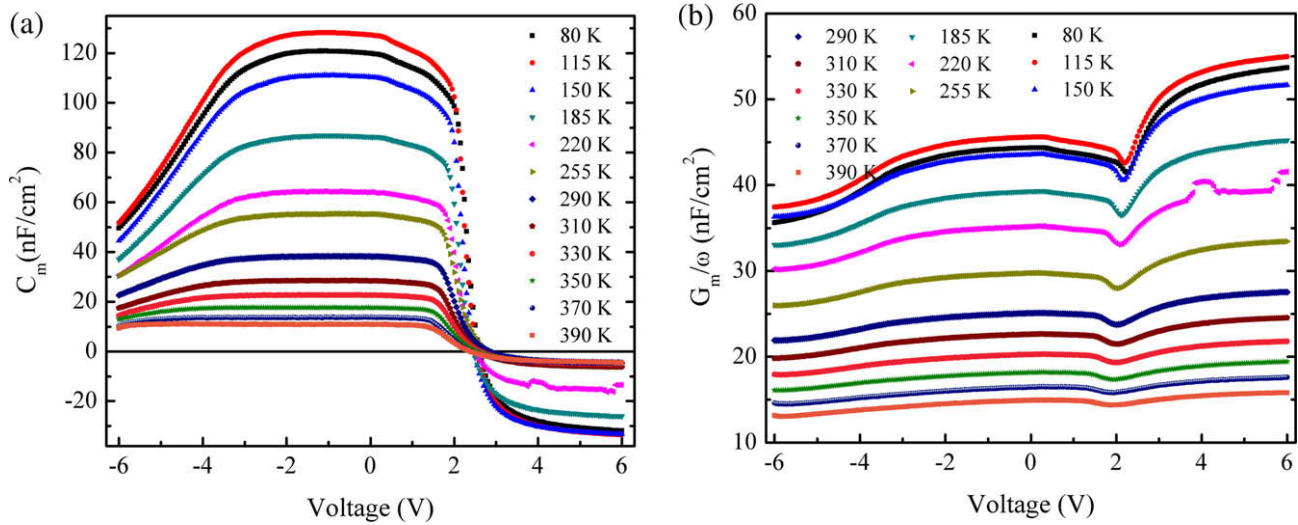 (a)
C_m (nF/cm²)
120
100
80
60
40
20
0
-20
-6 -4 -2 0 2 4 6
Voltage (V)
80 K
115 K
150 K
185 K
220 K
255 K
290 K
310 K
330 K
350 K
370 K
390 K
(b)
G_m/ω (nF/cm²)
60
50
40
30
20
10
-6 -4 -2 0 2 4 6
Voltage (V)
290 K 185 K 80 K
310 K 220 K 115 K
330 K 255 K 150 K
350 K
370 K
390 K